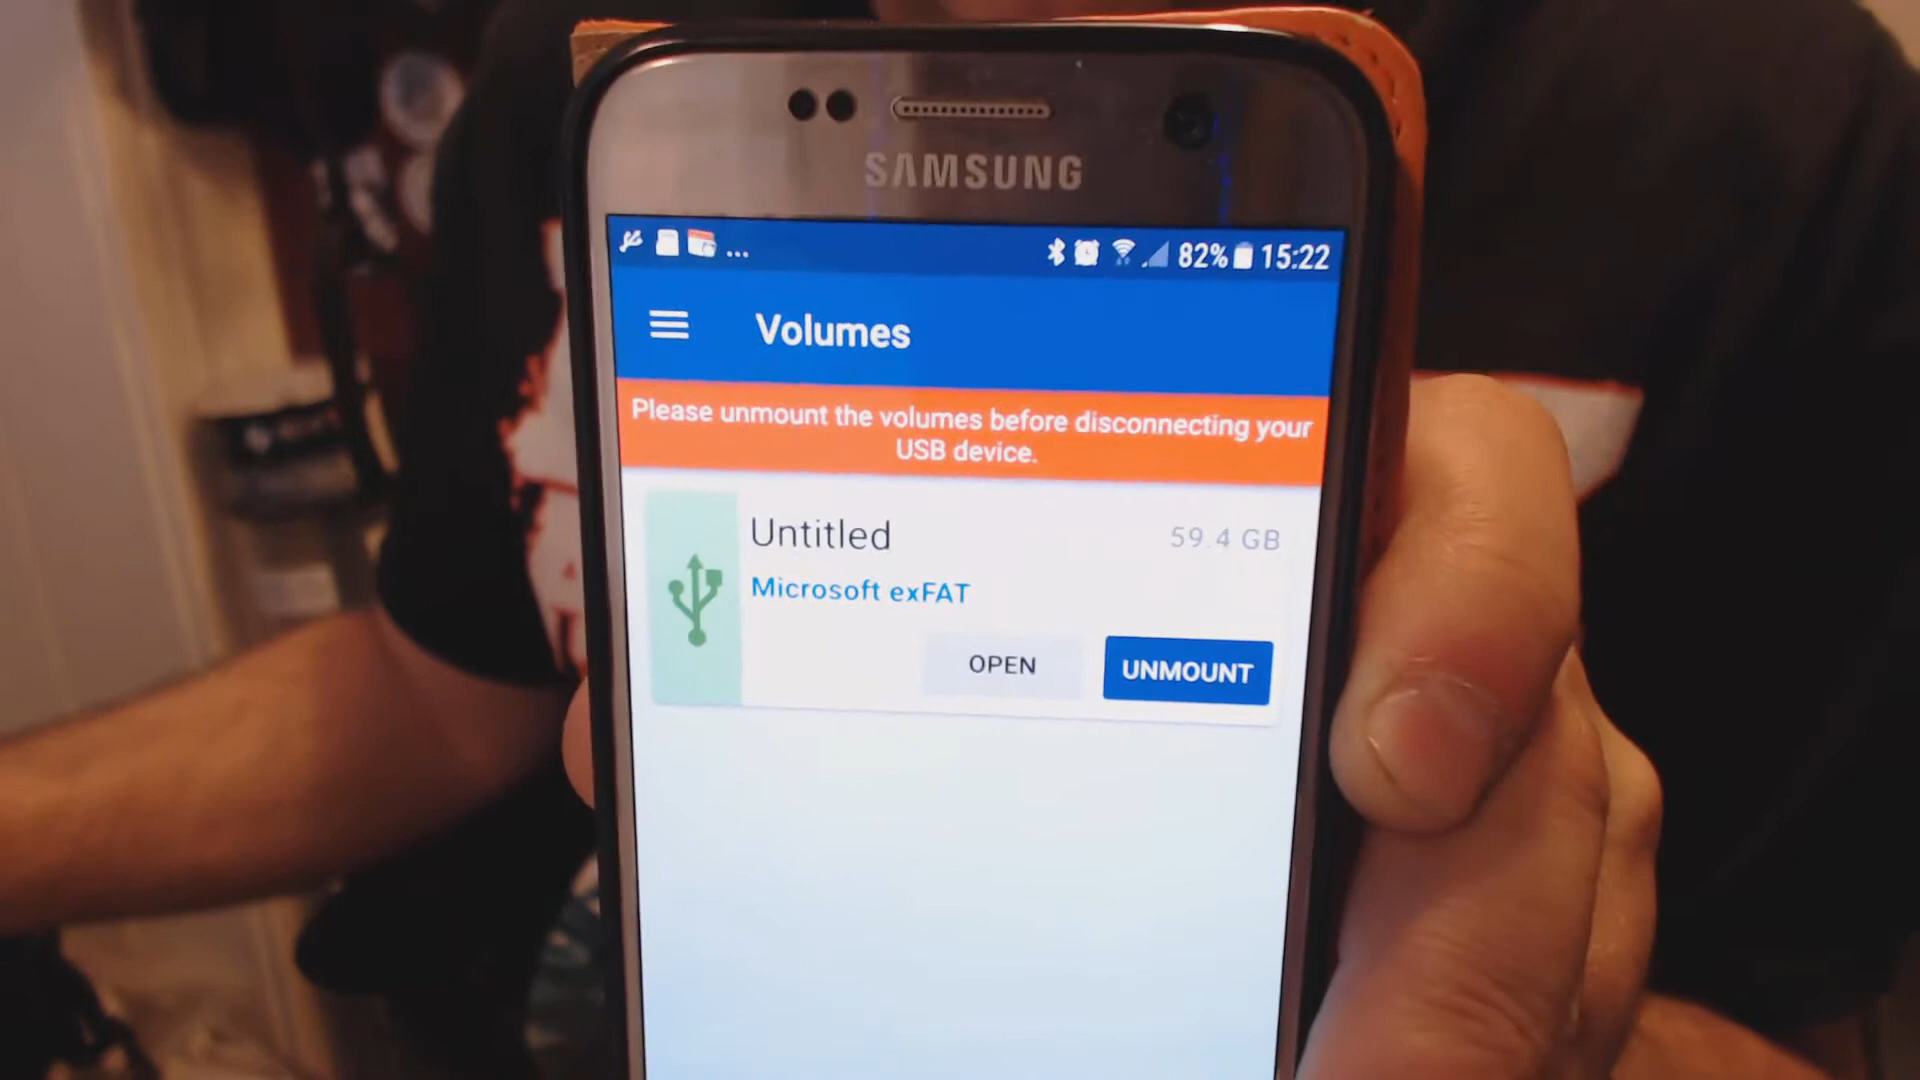 SAMSUNG
... 82% 15:22
Volumes
Please unmount the volumes before disconnecting your
USB device.
Untitled 59.4 GB
Microsoft exFAT
OPEN UNMOUNT